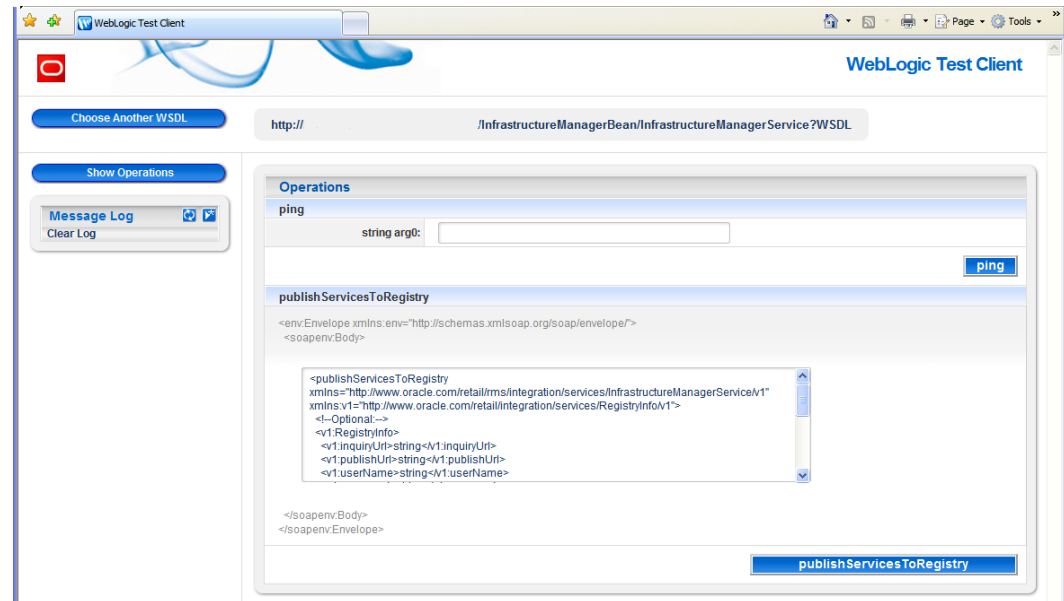 WebLogic Test Client
Page
Tools
»
WebLogic Test Client
Choose Another WSDL
http:// /InfrastructureManagerBean/InfrastructureManagerService?WSDL
Show Operations
Message Log
Clear Log
Operations
ping
string arg0:
ping
publishServicesToRegistry
<env:Envelope xmlns:env="http://schemas.xmlsoap.org/soap/envelope/">
<soapenv:Body>
<publishServicesToRegistry
xmlns="http://www.oracle.com/retail/rms/integration/services/InfrastructureManagerService/v1"
xmlns:v1="http://www.oracle.com/retail/integration/services/RegistryInfo/v1">
<!--Optional:-->
<v1:RegistryInfo>
<v1:inquiryUrl>string</v1:inquiryUrl>
<v1:publishUrl>string</v1:publishUrl>
<v1:userName>string</v1:userName>
</soapenv:Body>
</soapenv:Envelope>
publishServicesToRegistry